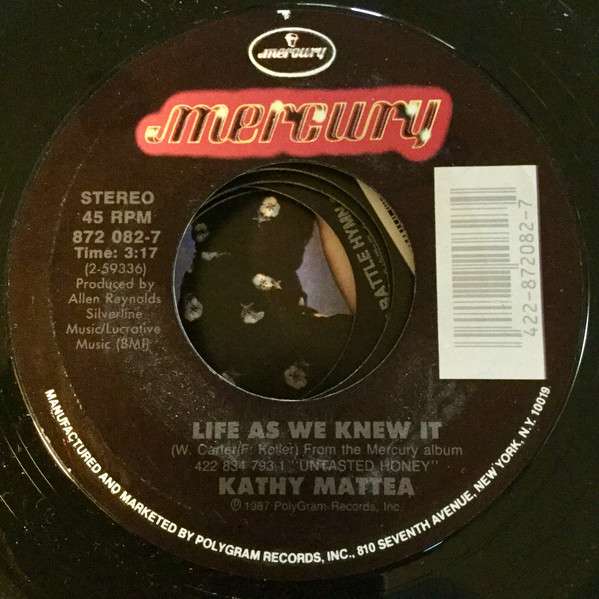 mercury
mercury
STEREO
45 RPM
872 082-7
Time: 3:17
(2-59336)
Produced by
Allen Reynolds
Silverline
Music/Lucrative
Music (BMI)
422-872082-7
BATTLE HYMN
LIFE AS WE KNEW IT
(W. Carter/F. Koller) From the Mercury album
422 834 793 1 "UNTASTED HONEY"
KATHY MATTEA
℗ 1987 PolyGram Records, Inc.
MANUFACTURED AND MARKETED BY POLYGRAM RECORDS, INC., 810 SEVENTH AVENUE, NEW YORK, N.Y. 10019